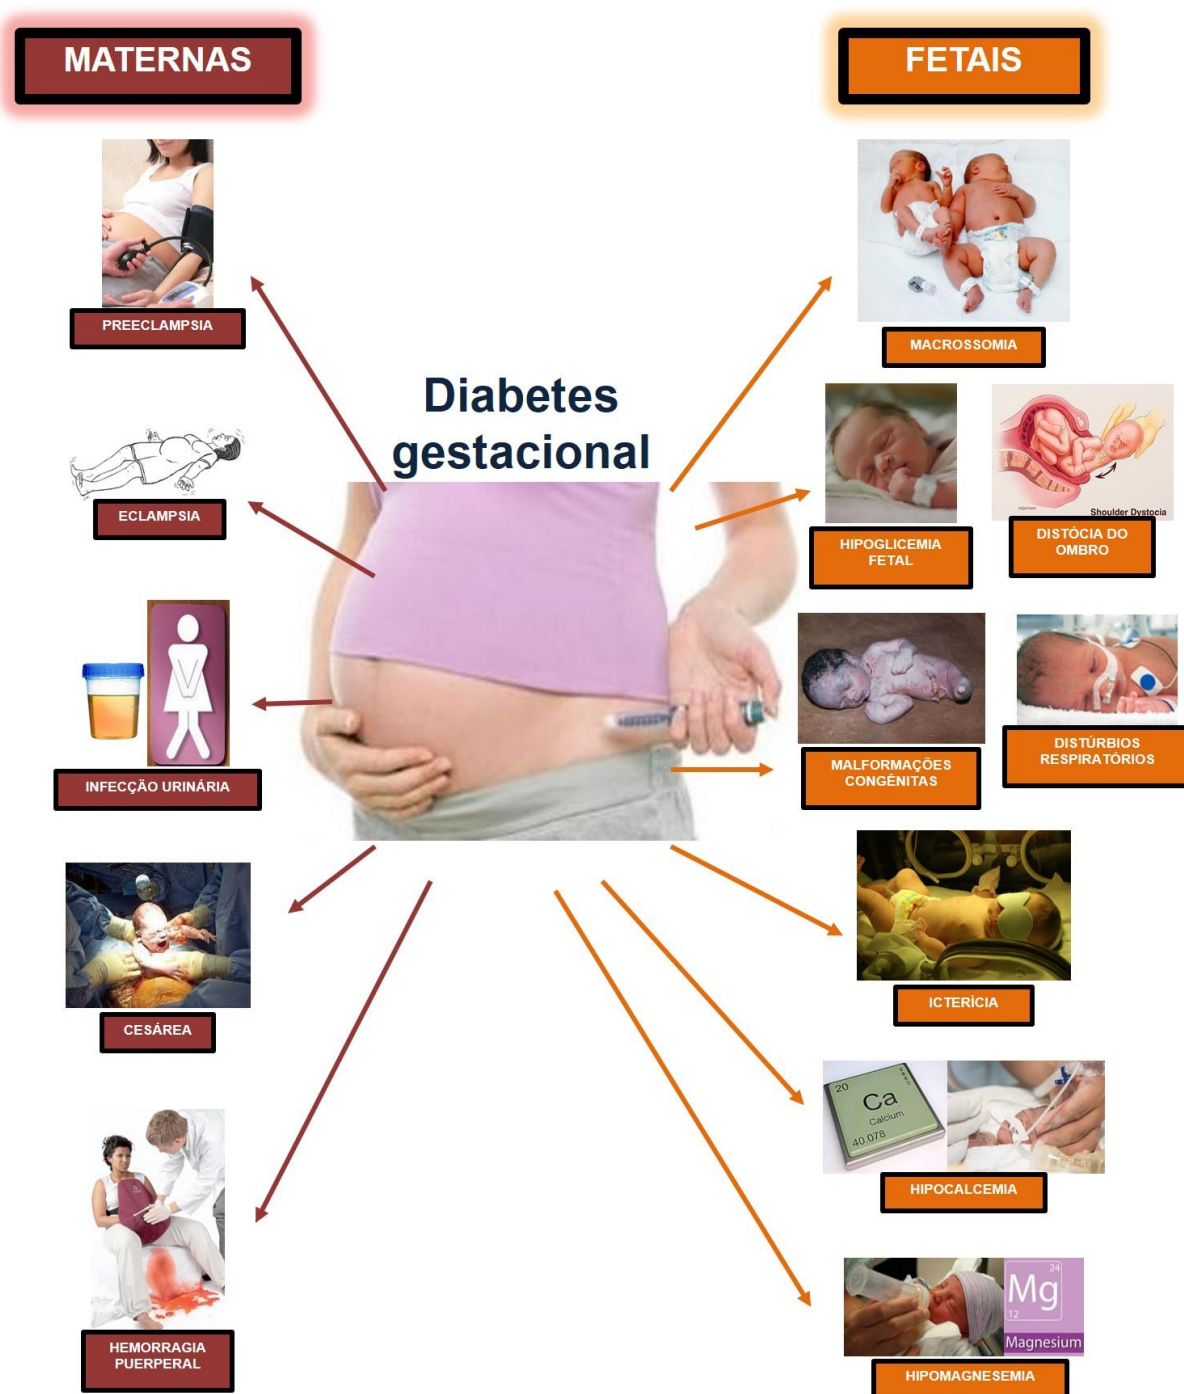 MATERNAS
FETAIS
PREECLAMPSIA
MACROSSOMIA
Diabetes
gestacional
ECLAMPSIA
Shoulder Dystocia
HIPOGLICEMIA
FETAL
DISTÓCIA DO
OMBRO
INFECÇÃO URINÁRIA
MALFORMAÇÕES
CONGÊNITAS
DISTÚRBIOS
RESPIRATÓRIOS
CESÁREA
ICTERÍCIA
20
Ca
Calcium
40.078
HIPOCALCEMIA
HEMORRAGIA
PUERPERAL
24
Mg
12
Magnesium
HIPOMAGNESEMIA